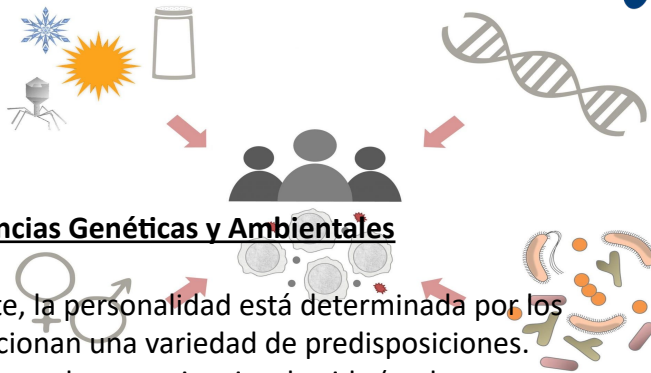 ncias Genéticas y Ambientales
te, la personalidad está determinada por los
cionan una variedad de predisposiciones.